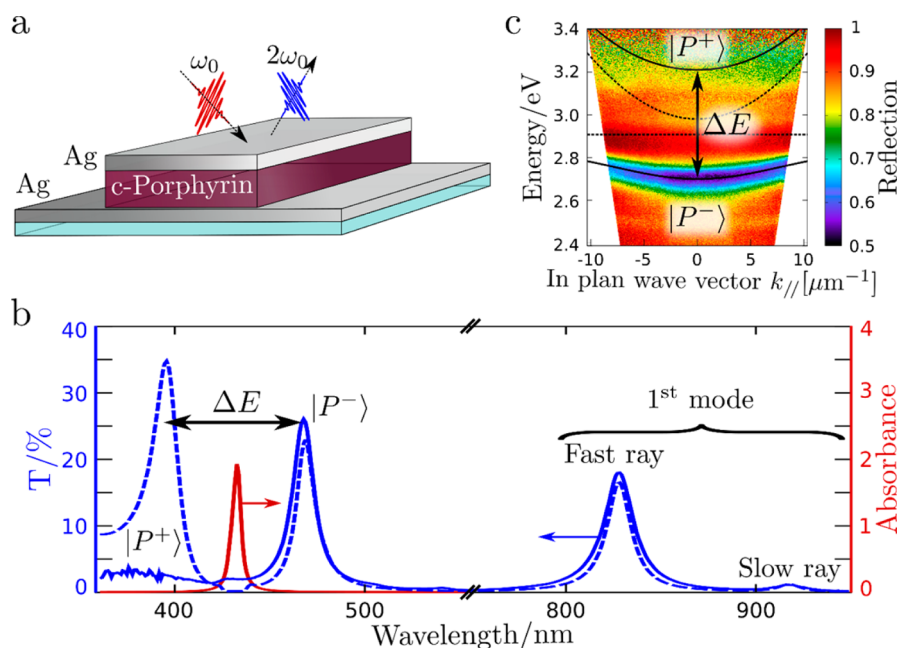 a
ω₀
2ω₀
Ag
Ag
c-Porphyrin
c
Energy/eV
3.4
3.2
3.0
2.8
2.6
2.4
|P⁺⟩
ΔE
|P⁻⟩
-10
-5
0
5
10
In plan wave vector k// [μm⁻¹]
1
0.9
0.8
0.7
0.6
0.5
Reflection
b
T/%
40
35
25
20
10
5
0
ΔE
|P⁻⟩
|P⁺⟩
1st mode
Fast ray
Slow ray
4
3
2
1
0
Absorbance
400
500
800
900
Wavelength/nm